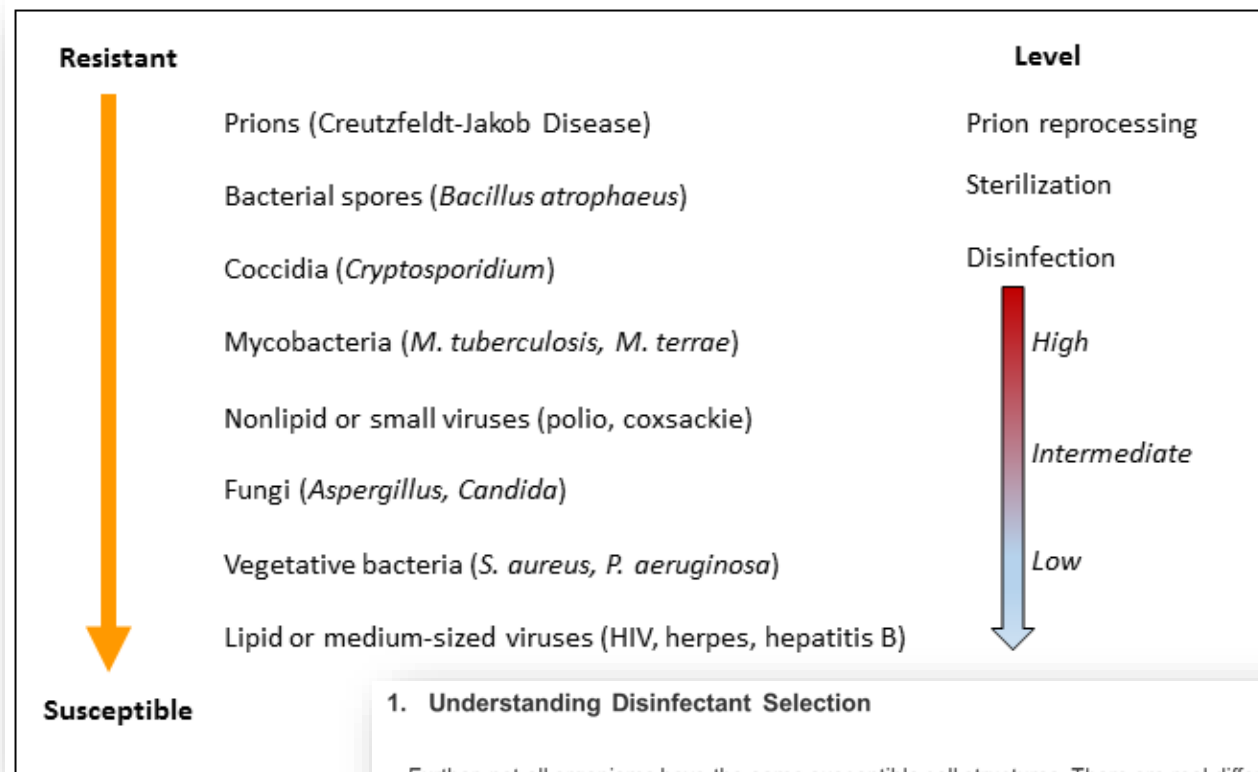 Resistant
Level
Prions (Creutzfeldt-Jakob Disease)
Prion reprocessing
Bacterial spores (Bacillus atrophaeus)
Sterilization
Coccidia (Cryptosporidium)
Disinfection
Mycobacteria (M. tuberculosis, M. terrae)
High
Nonlipid or small viruses (polio, coxsackie)
Intermediate
Fungi (Aspergillus, Candida)
Vegetative bacteria (S. aureus, P. aeruginosa)
Low
Lipid or medium-sized viruses (HIV, herpes, hepatitis B)
Susceptible
1. Understanding Disinfectant Selection